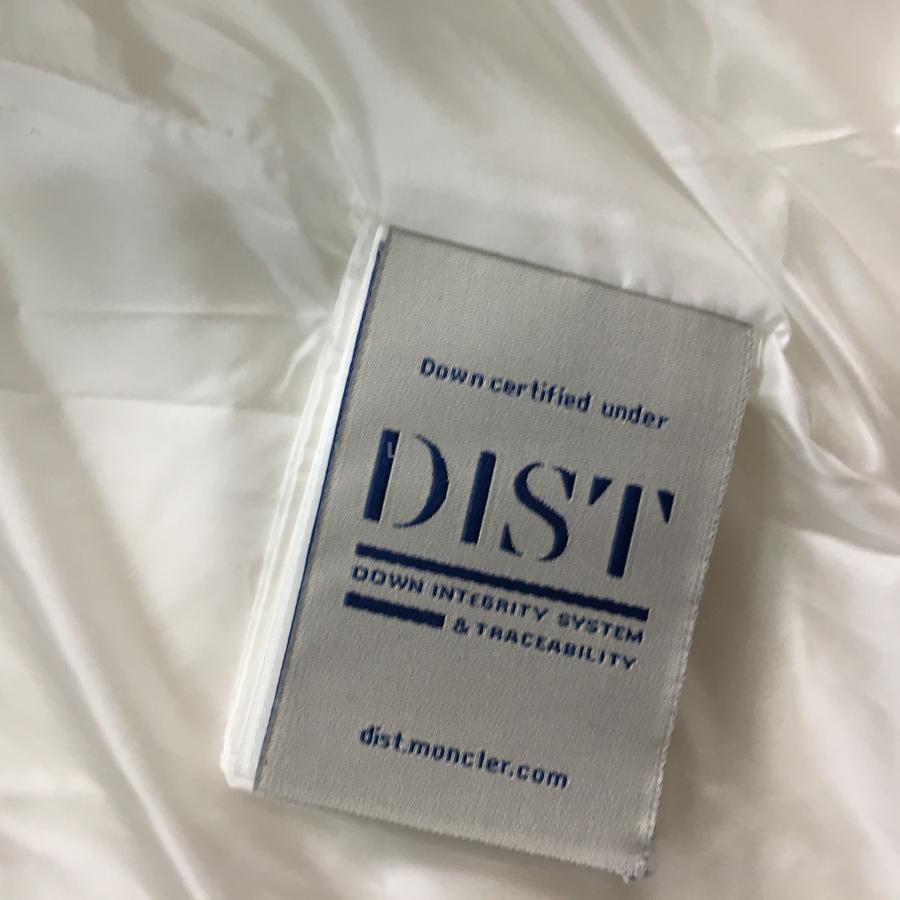 Down certified under
DIST
DOWN INTEGRITY SYSTEM
& TRACEABILITY
dist.moncler.com